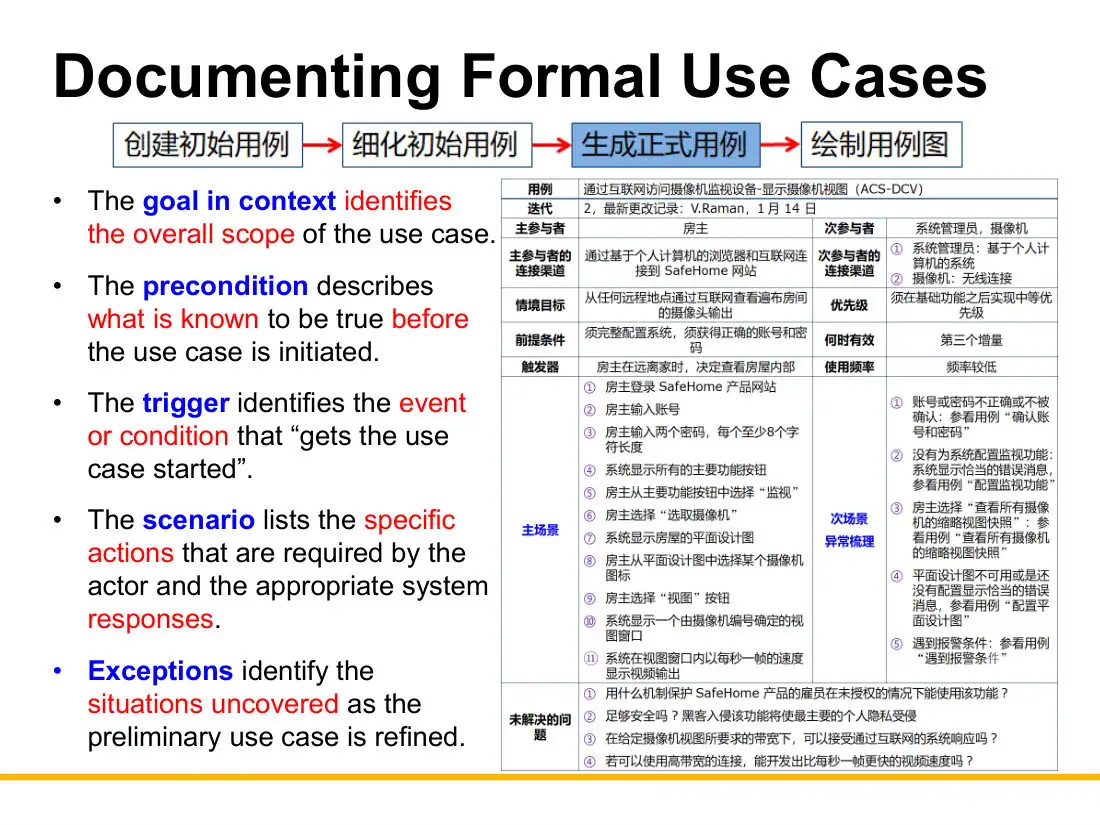 Documenting Formal Use Cases
创建初始用例
细化初始用例
生成正式用例
绘制用例图
• The goal in context identifies
the overall scope of the use case.
• The precondition describes
what is known to be true before
the use case is initiated.
• The trigger identifies the event
or condition that “gets the use
case started”.
• The scenario lists the specific
actions that are required by the
actor and the appropriate system
responses.
• Exceptions identify the
situations uncovered as the
preliminary use case is refined.
用例
通过互联网访问摄像机监视设备-显示摄像机视图（ACS-DCV）
迭代
2，最新更改记录：V.Raman，1 月 14 日
主参与者
房主
次参与者
系统管理员，摄像机
主参与者的
连接渠道
通过基于个人计算机的浏览器和互联网连
接到 SafeHome 网站
次参与者的
连接渠道
① 系统管理员：基于个人计
算机的系统
② 摄像机：无线连接
情境目标
从任何远程地点通过互联网查看遍布房间
的摄像头输出
优先级
须在基础功能之后实现中等优
先级
前提条件
须完整配置系统，须获得正确的账号和密
码
何时有效
第三个增量
触发器
房主在远离家时，决定查看房屋内部
使用频率
频率较低
主场景
① 房主登录 SafeHome 产品网站
② 房主输入账号
③ 房主输入两个密码，每个至少8个字
符长度
④ 系统显示所有的主要功能按钮
⑤ 房主从主要功能按钮中选择“监视”
⑥ 房主选择“选取摄像机”
⑦ 系统显示房屋的平面设计图
⑧ 房主从平面设计图中选择某个摄像机
图标
⑨ 房主选择“视图”按钮
⑩ 系统显示一个由摄像机编号确定的视
图窗口
⑪ 系统在视图窗口内以每秒一帧的速度
显示视频输出
次场景
异常梳理
① 账号或密码不正确或不被
确认：参看用例“确认账
号和密码”
② 没有为系统配置监视功能：
系统显示恰当的错误消息，
参看用例“配置监视功能”
③ 房主选择“查看所有摄像
机的缩略视图快照”：参
看用例“查看所有摄像机
的缩略视图快照”
④ 平面设计图不可用或是还
没有配置显示恰当的错误
消息，参看用例“配置平
面设计图”
⑤ 遇到报警条件：参看用例
“遇到报警条件”
未解决的问
题
① 用什么机制保护 SafeHome 产品的雇员在未授权的情况下能使用该功能？
② 足够安全吗？黑客入侵该功能将使最主要的个人隐私受侵
③ 在给定摄像机视图所要求的带宽下，可以接受通过互联网的系统响应吗？
④ 若可以使用高带宽的连接，能开发出比每秒一帧更快的视频速度吗？